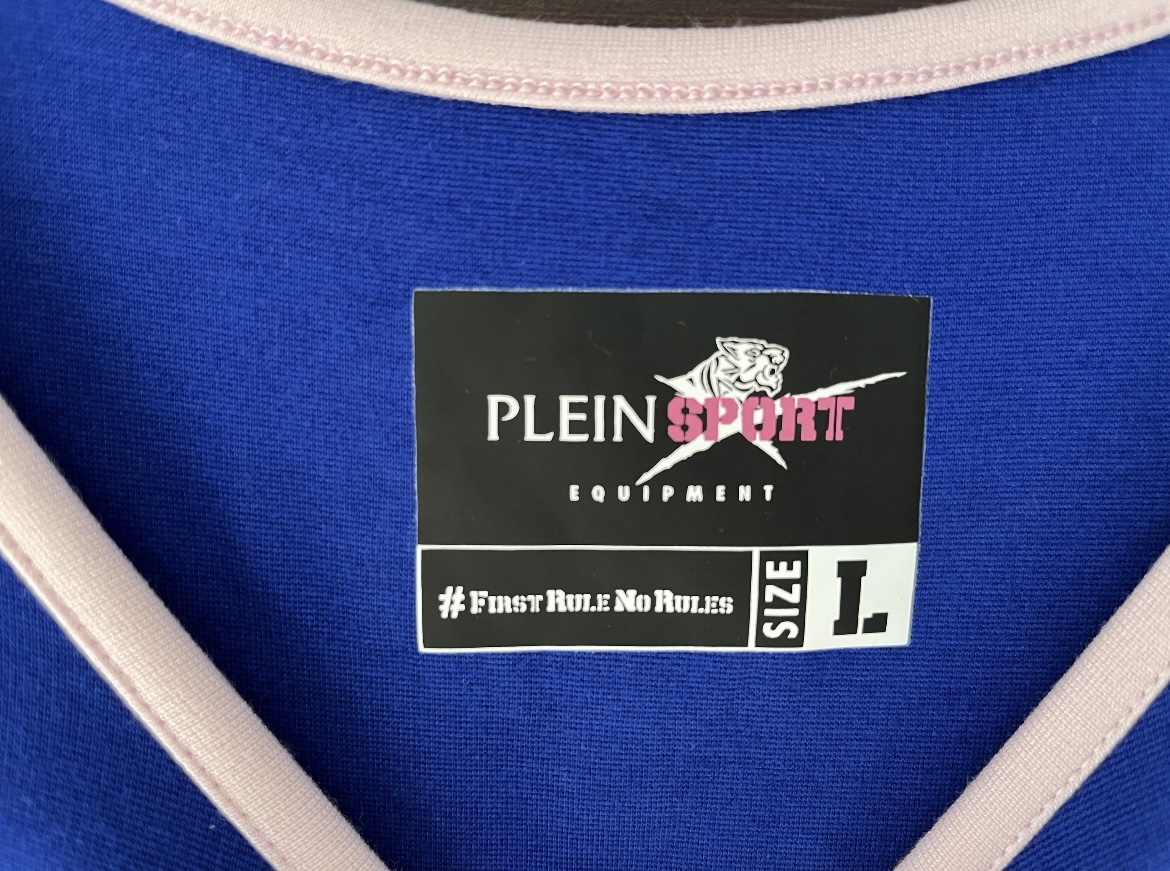 PLEIN SPORT
EQUIPMENT
#FIRST RULE NO RULES
SIZE L